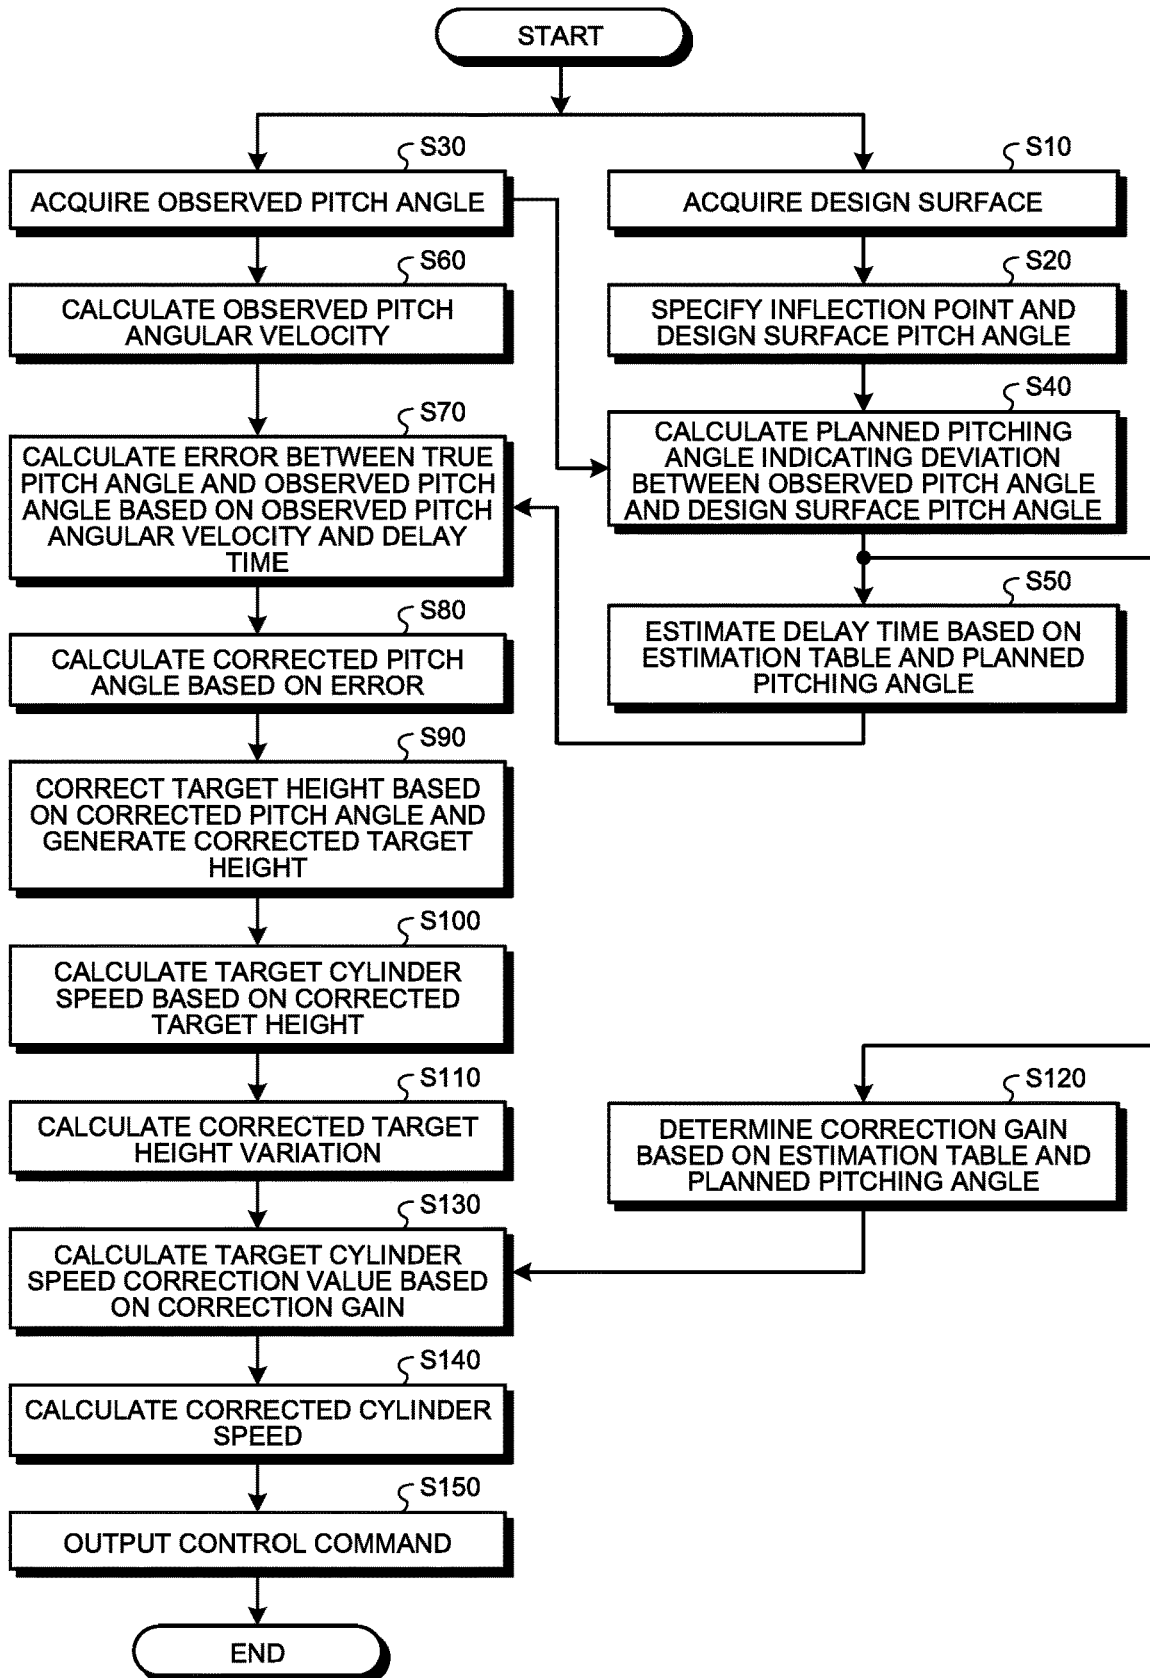 START
S30
ACQUIRE OBSERVED PITCH ANGLE
S10
ACQUIRE DESIGN SURFACE
S60
CALCULATE OBSERVED PITCH
ANGULAR VELOCITY
S20
SPECIFY INFLECTION POINT AND
DESIGN SURFACE PITCH ANGLE
S40
CALCULATE PLANNED PITCHING
ANGLE INDICATING DEVIATION
BETWEEN OBSERVED PITCH ANGLE
AND DESIGN SURFACE PITCH ANGLE
S70
CALCULATE ERROR BETWEEN TRUE
PITCH ANGLE AND OBSERVED PITCH
ANGLE BASED ON OBSERVED PITCH
ANGULAR VELOCITY AND DELAY
TIME
S50
ESTIMATE DELAY TIME BASED ON
ESTIMATION TABLE AND PLANNED
PITCHING ANGLE
S80
CALCULATE CORRECTED PITCH
ANGLE BASED ON ERROR
S90
CORRECT TARGET HEIGHT BASED
ON CORRECTED PITCH ANGLE AND
GENERATE CORRECTED TARGET
HEIGHT
S100
CALCULATE TARGET CYLINDER
SPEED BASED ON CORRECTED
TARGET HEIGHT
S110
CALCULATE CORRECTED TARGET
HEIGHT VARIATION
S120
DETERMINE CORRECTION GAIN
BASED ON ESTIMATION TABLE AND
PLANNED PITCHING ANGLE
S130
CALCULATE TARGET CYLINDER
SPEED CORRECTION VALUE BASED
ON CORRECTION GAIN
S140
CALCULATE CORRECTED CYLINDER
SPEED
S150
OUTPUT CONTROL COMMAND
END